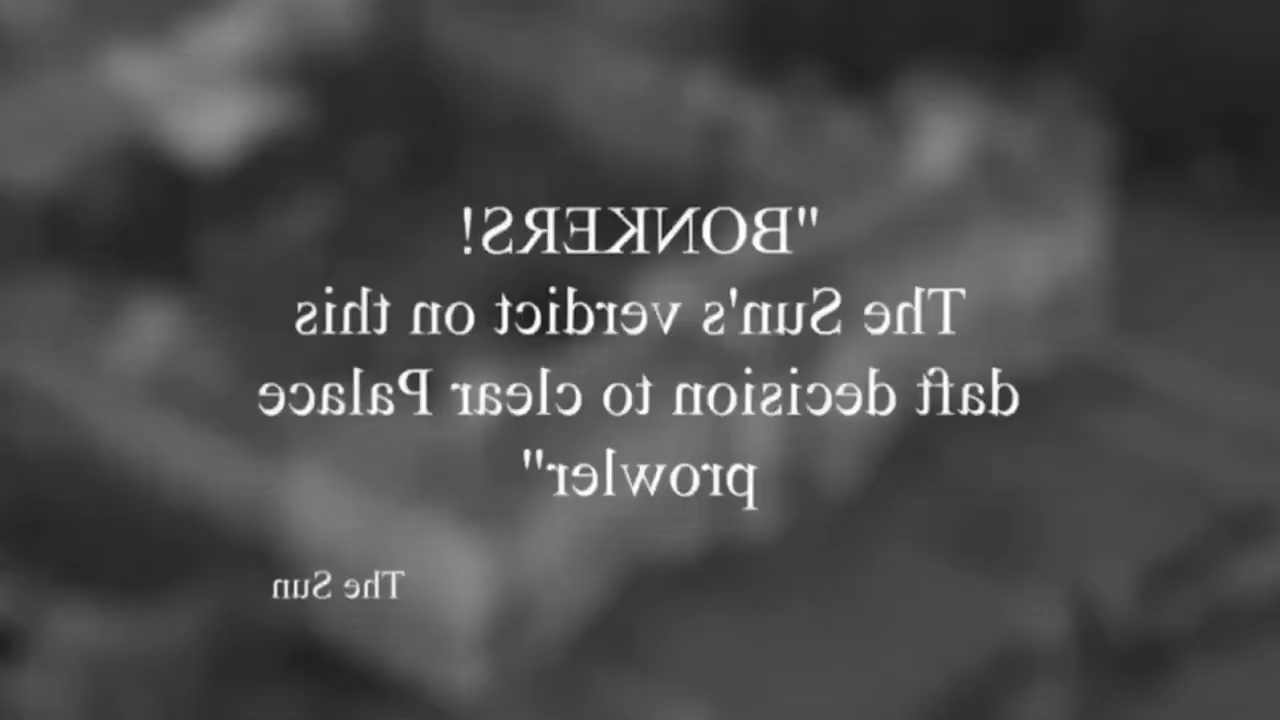 "BONKERS!
The Sun's verdict on this
daft decision to clear Palace
prowler"
The Sun